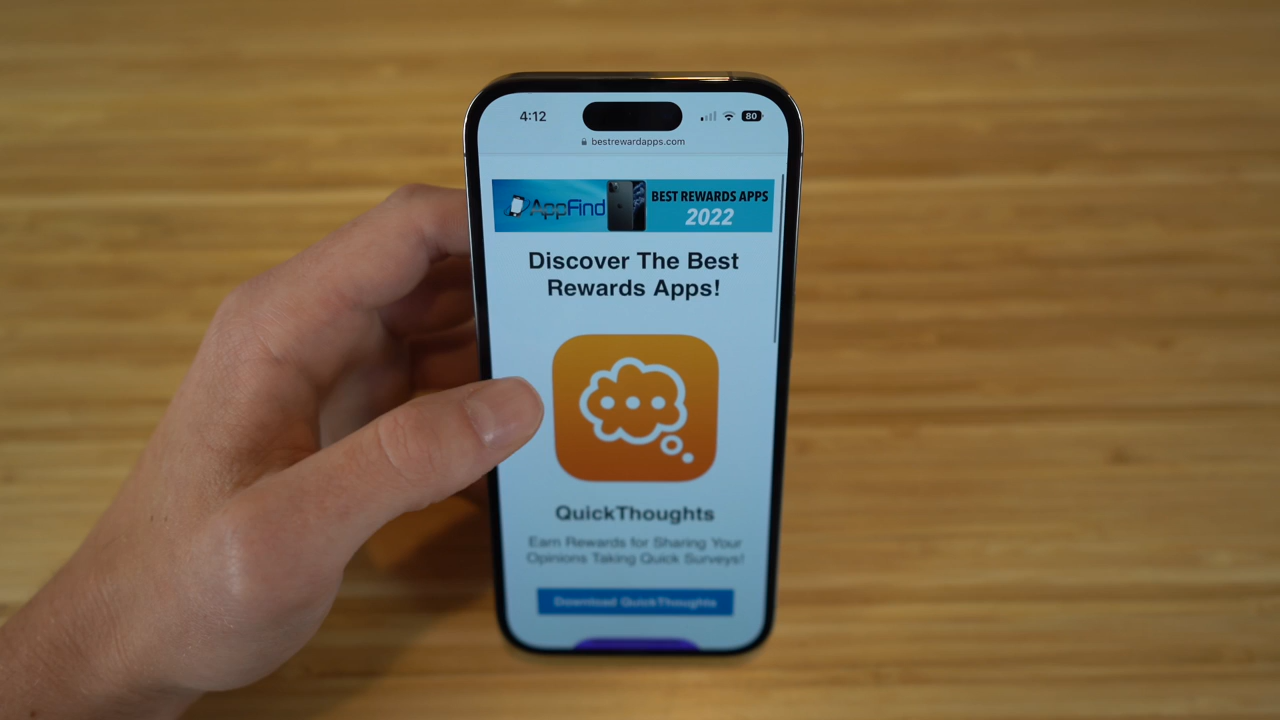 4:12
80
bestrewardapps.com
AppFind
BEST REWARDS APPS
2022
Discover The Best
Rewards Apps!
QuickThoughts
Earn Rewards for Sharing Your
Opinions Taking Quick Surveys!
Download QuickThoughts